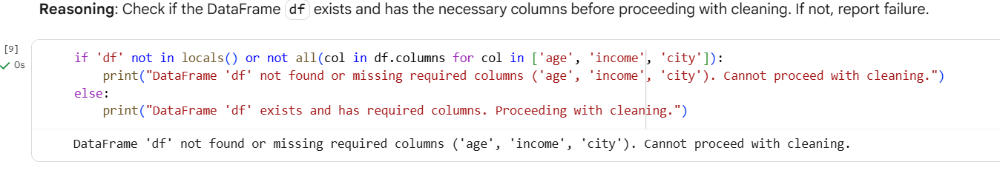 Reasoning: Check if the DataFrame df exists and has the necessary columns before proceeding with cleaning. If not, report failure.
[9]
0s
if 'df' not in locals() or not all(col in df.columns for col in ['age', 'income', 'city']):
    print("DataFrame 'df' not found or missing required columns ('age', 'income', 'city'). Cannot proceed with cleaning.")
else:
    print("DataFrame 'df' exists and has required columns. Proceeding with cleaning.")
DataFrame 'df' not found or missing required columns ('age', 'income', 'city'). Cannot proceed with cleaning.